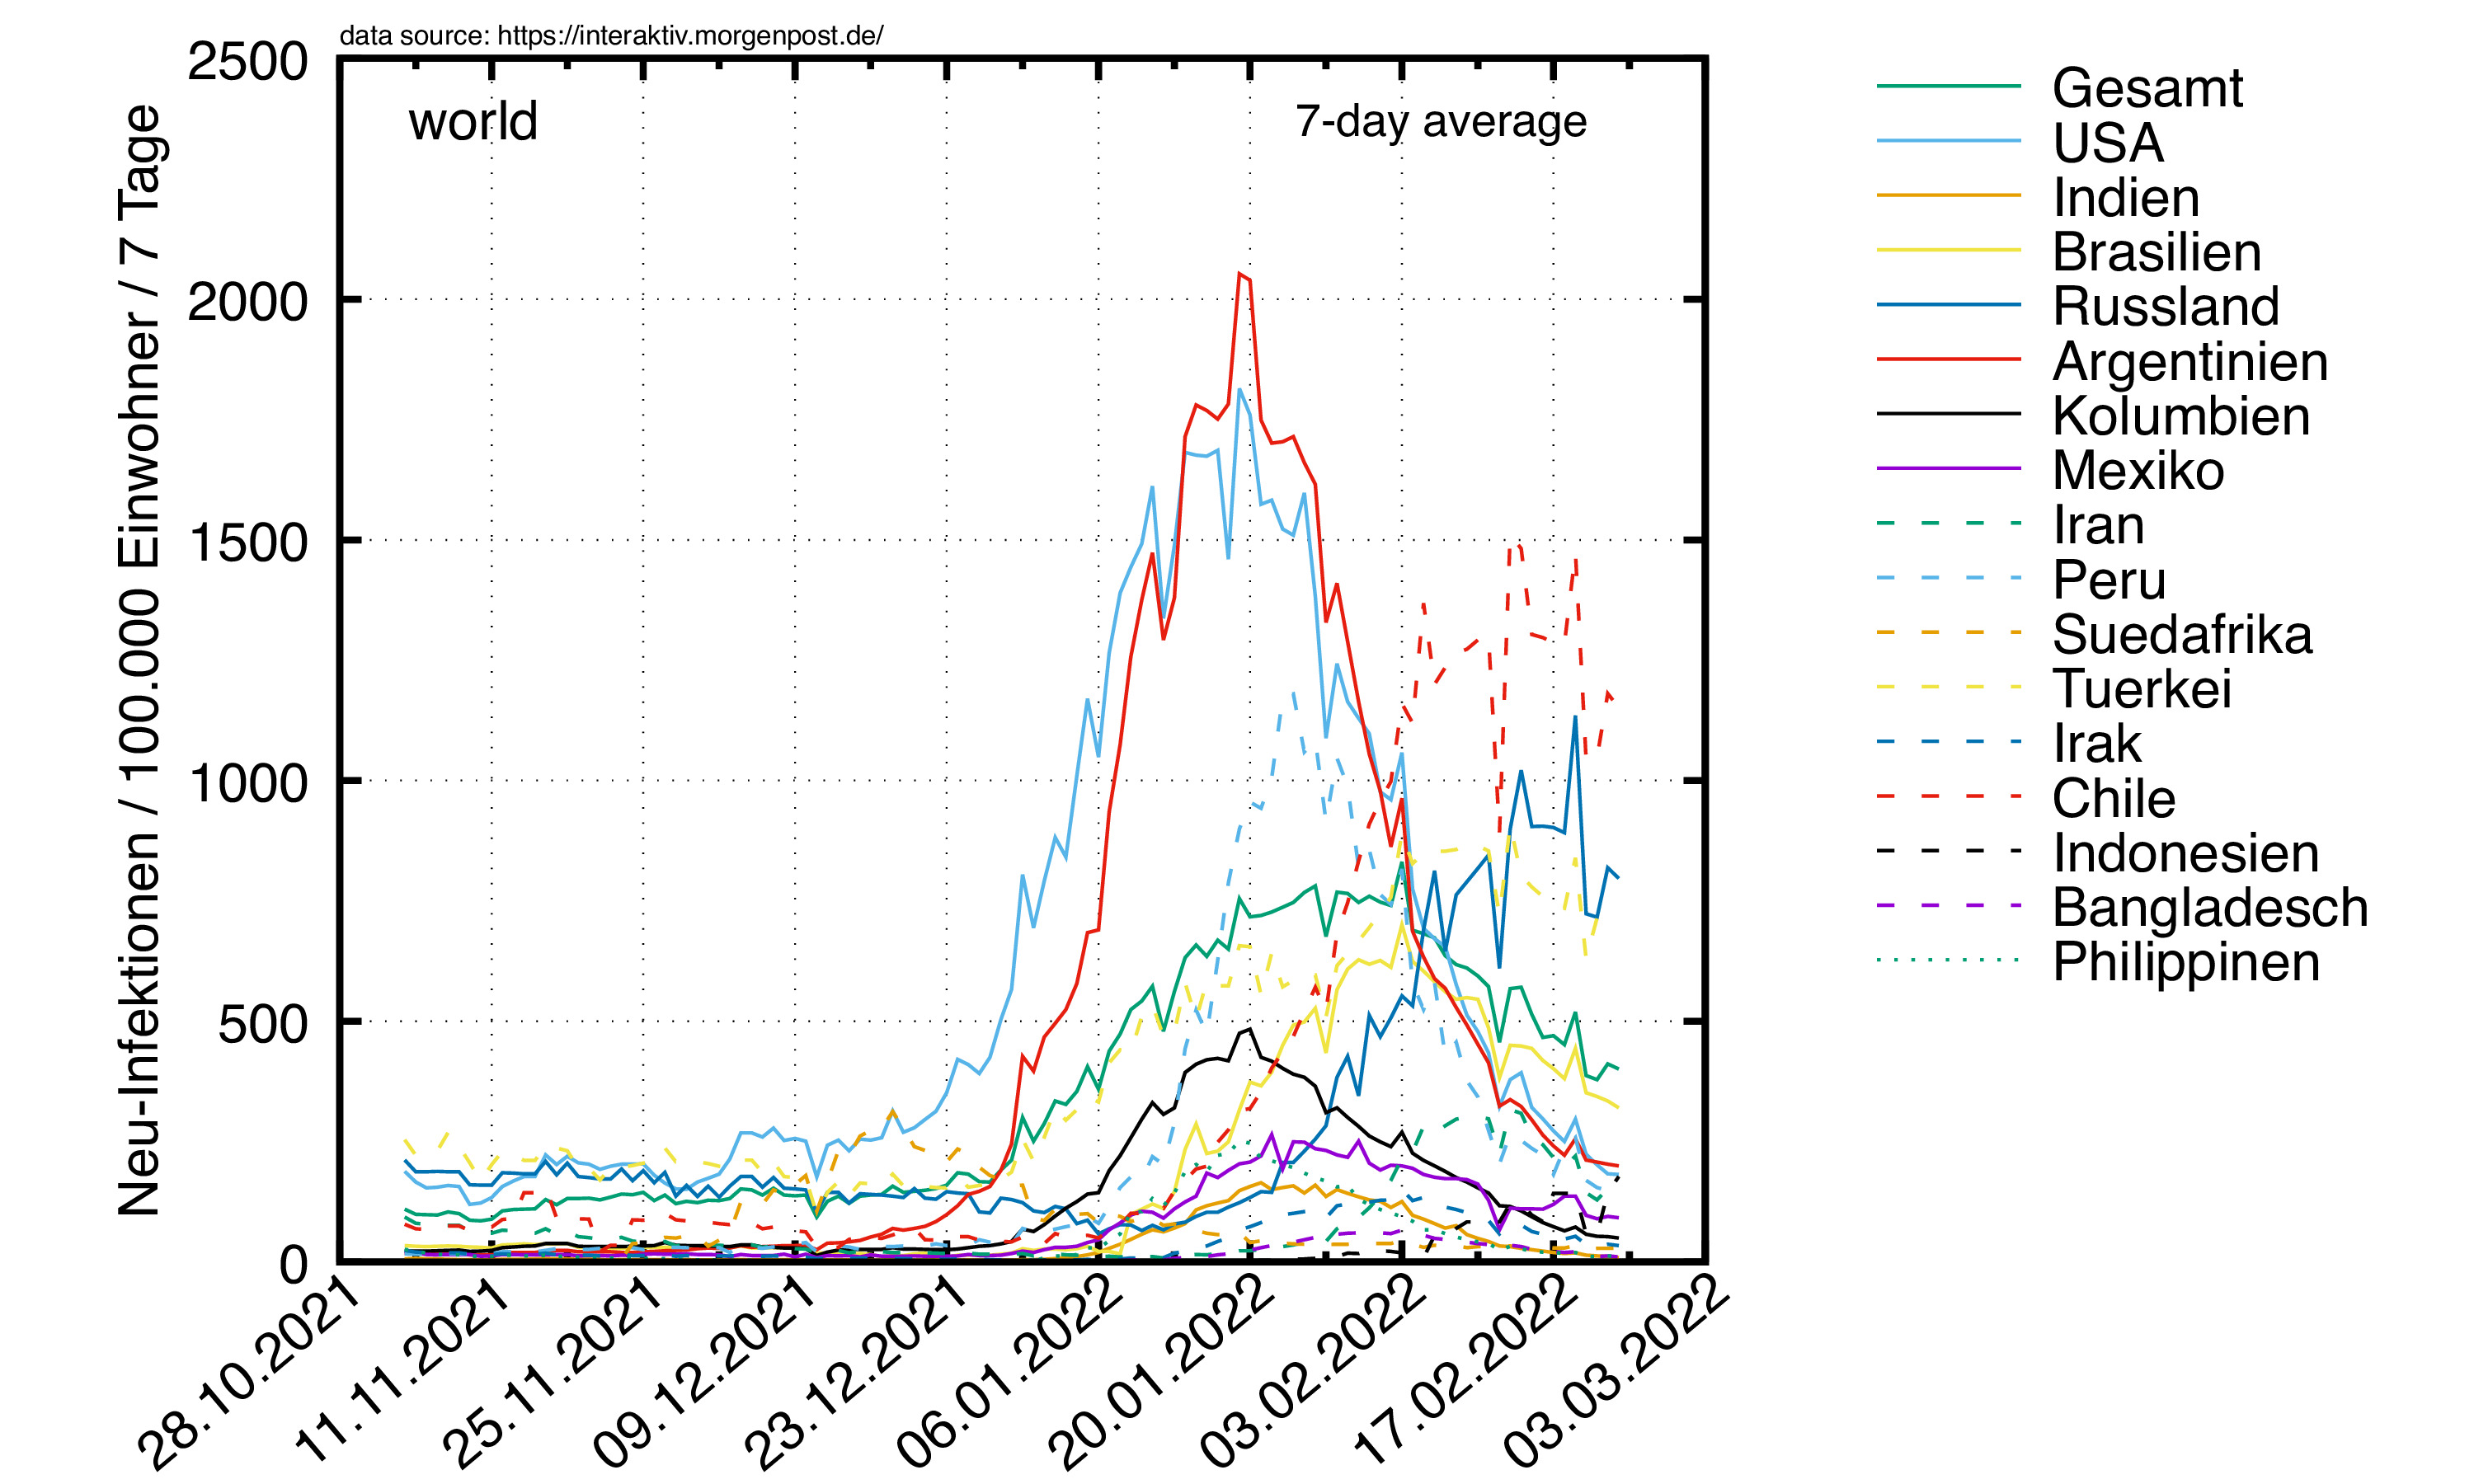 data source: https://interaktiv.morgenpost.de/
world
7-day average
Neu-Infektionen / 100.000 Einwohner / 7 Tage
2500
2000
1500
1000
500
0
28.10.2021
11.11.2021
25.11.2021
09.12.2021
23.12.2021
06.01.2022
20.01.2022
03.02.2022
17.02.2022
03.03.2022
Gesamt
USA
Indien
Brasilien
Russland
Argentinien
Kolumbien
Mexiko
Iran
Peru
Suedafrika
Tuerkei
Irak
Chile
Indonesien
Bangladesch
Philippinen